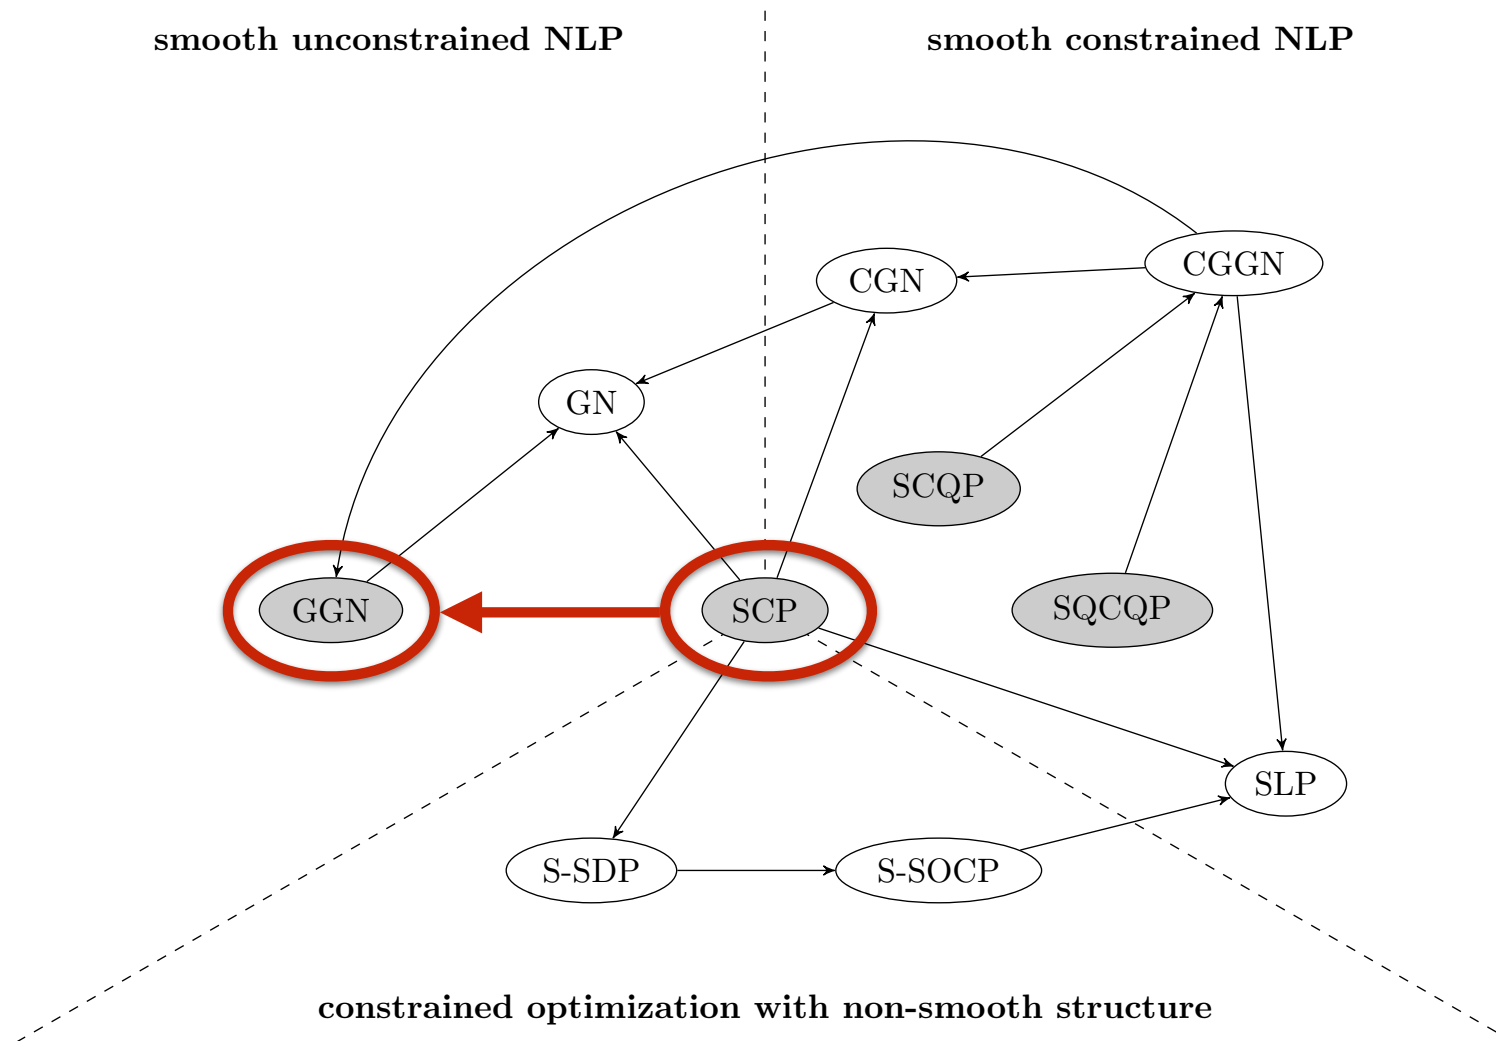 smooth unconstrained NLP
smooth constrained NLP
CGGN
CGN
GN
SCQP
GGN
SCP
SQCQP
SLP
S-SDP
S-SOCP
constrained optimization with non-smooth structure